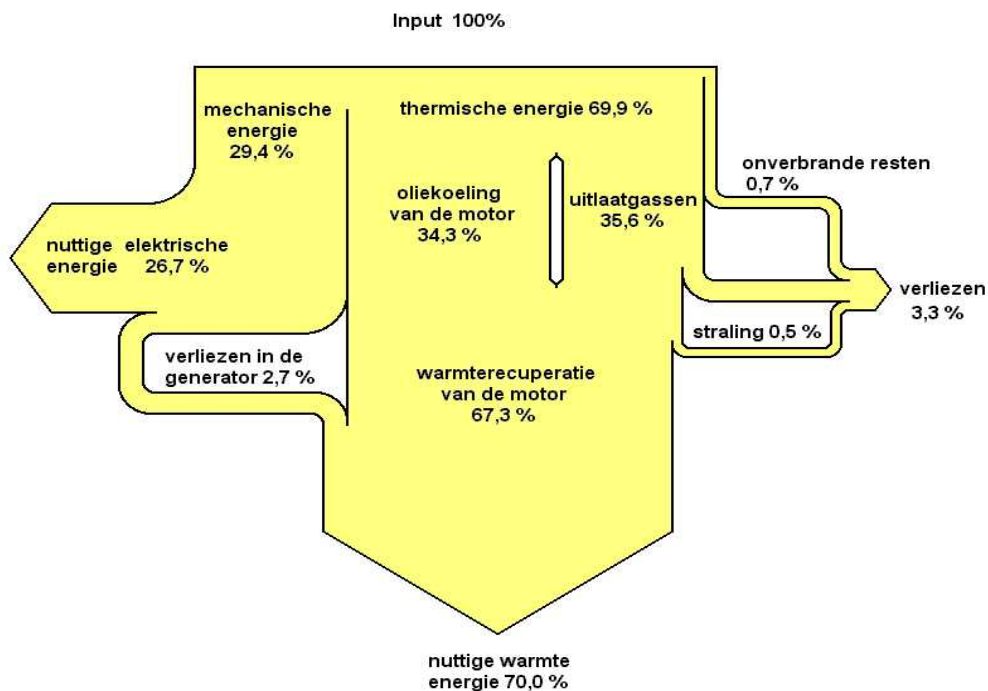 Input 100%
mechanische
energie
29,4 %
thermische energie 69,9 %
onverbrande resten
0,7 %
oliekoeling
van de motor
34,3 %
uitlaatgassen
35,6 %
nuttige elektrische
energie 26,7 %
verliezen
3,3 %
straling 0,5 %
verliezen in de
generator 2,7 %
warmterecuperatie
van de motor
67,3 %
nuttige warmte
energie 70,0 %